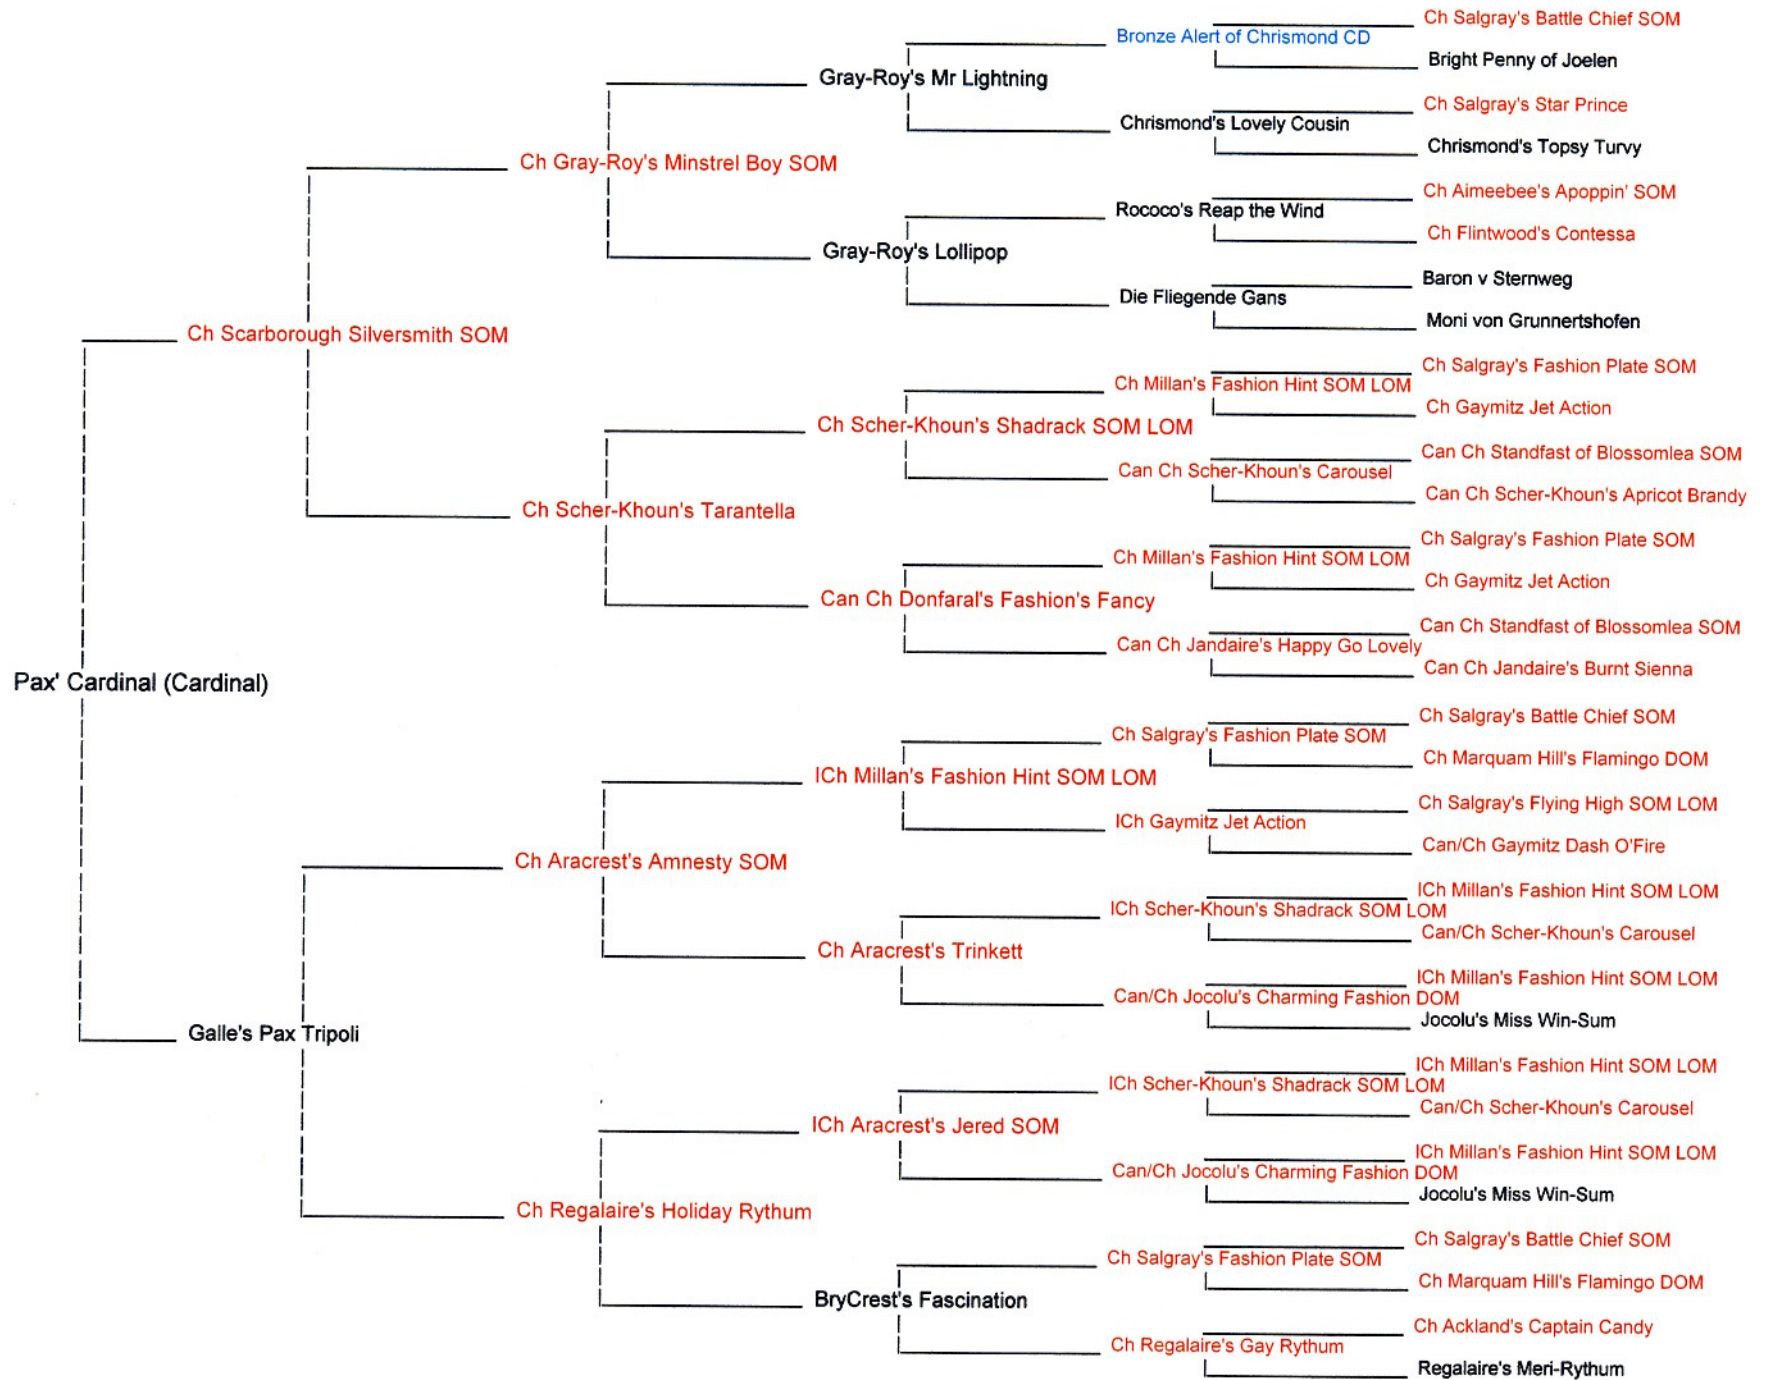 Ch Salgray's Battle Chief SOM
Bronze Alert of Chrismond CD
Bright Penny of Joelen
Gray-Roy's Mr Lightning
Ch Salgray's Star Prince
Chrismond's Lovely Cousin
Chrismond's Topsy Turvy
Ch Gray-Roy's Minstrel Boy SOM
Ch Aimeebee's Apoppin' SOM
Rococo's Reap the Wind
Ch Flintwood's Contessa
Gray-Roy's Lollipop
Baron v Sternweg
Die Fliegende Gans
Moni von Grunnertshofen
Ch Scarborough Silversmith SOM
Ch Salgray's Fashion Plate SOM
Ch Millan's Fashion Hint SOM LOM
Ch Gaymitz Jet Action
Ch Scher-Khoun's Shadrack SOM LOM
Can Ch Standfast of Blossomlea SOM
Can Ch Scher-Khoun's Carousel
Can Ch Scher-Khoun's Apricot Brandy
Ch Scher-Khoun's Tarantella
Ch Salgray's Fashion Plate SOM
Ch Millan's Fashion Hint SOM LOM
Ch Gaymitz Jet Action
Can Ch Donfaral's Fashion's Fancy
Can Ch Standfast of Blossomlea SOM
Can Ch Jandaire's Happy Go Lovely
Can Ch Jandaire's Burnt Sienna
Pax' Cardinal (Cardinal)
Ch Salgray's Battle Chief SOM
Ch Salgray's Fashion Plate SOM
Ch Marquam Hill's Flamingo DOM
ICh Millan's Fashion Hint SOM LOM
Ch Salgray's Flying High SOM LOM
ICh Gaymitz Jet Action
Can/Ch Gaymitz Dash O'Fire
Ch Aracrest's Amnesty SOM
ICh Millan's Fashion Hint SOM LOM
ICh Scher-Khoun's Shadrack SOM LOM
Can/Ch Scher-Khoun's Carousel
Ch Aracrest's Trinkett
ICh Millan's Fashion Hint SOM LOM
Can/Ch Jocolu's Charming Fashion DOM
Jocolu's Miss Win-Sum
Galle's Pax Tripoli
ICh Millan's Fashion Hint SOM LOM
ICh Scher-Khoun's Shadrack SOM LOM
Can/Ch Scher-Khoun's Carousel
ICh Aracrest's Jered SOM
ICh Millan's Fashion Hint SOM LOM
Can/Ch Jocolu's Charming Fashion DOM
Jocolu's Miss Win-Sum
Ch Regalaire's Holiday Rythum
Ch Salgray's Battle Chief SOM
Ch Salgray's Fashion Plate SOM
Ch Marquam Hill's Flamingo DOM
BryCrest's Fascination
Ch Ackland's Captain Candy
Ch Regalaire's Gay Rythum
Regalaire's Meri-Rythum